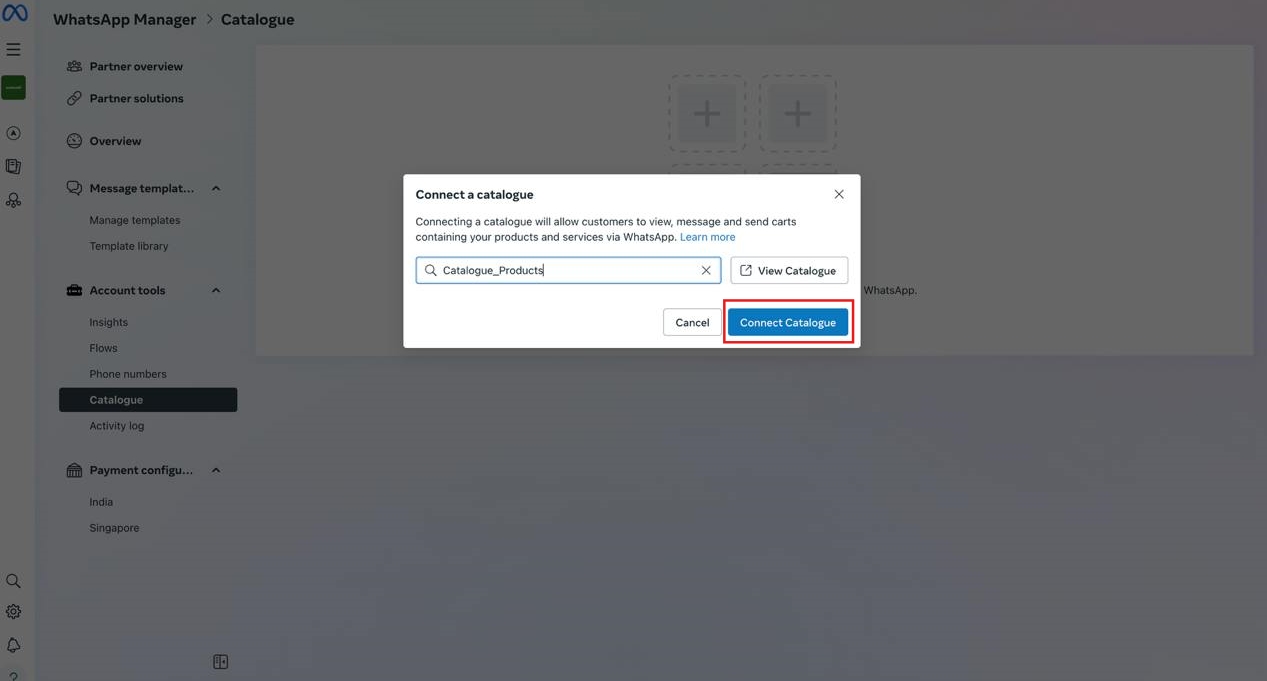 WhatsApp Manager > Catalogue
Partner overview
Partner solutions
Overview
Message templat...
Manage templates
Template library
Account tools
Insights
Flows
Phone numbers
Catalogue
Activity log
Payment configu...
India
Singapore
Connect a catalogue
Connecting a catalogue will allow customers to view, message and send carts
containing your products and services via WhatsApp. Learn more
Catalogue_Products
View Catalogue
WhatsApp.
Cancel
Connect Catalogue